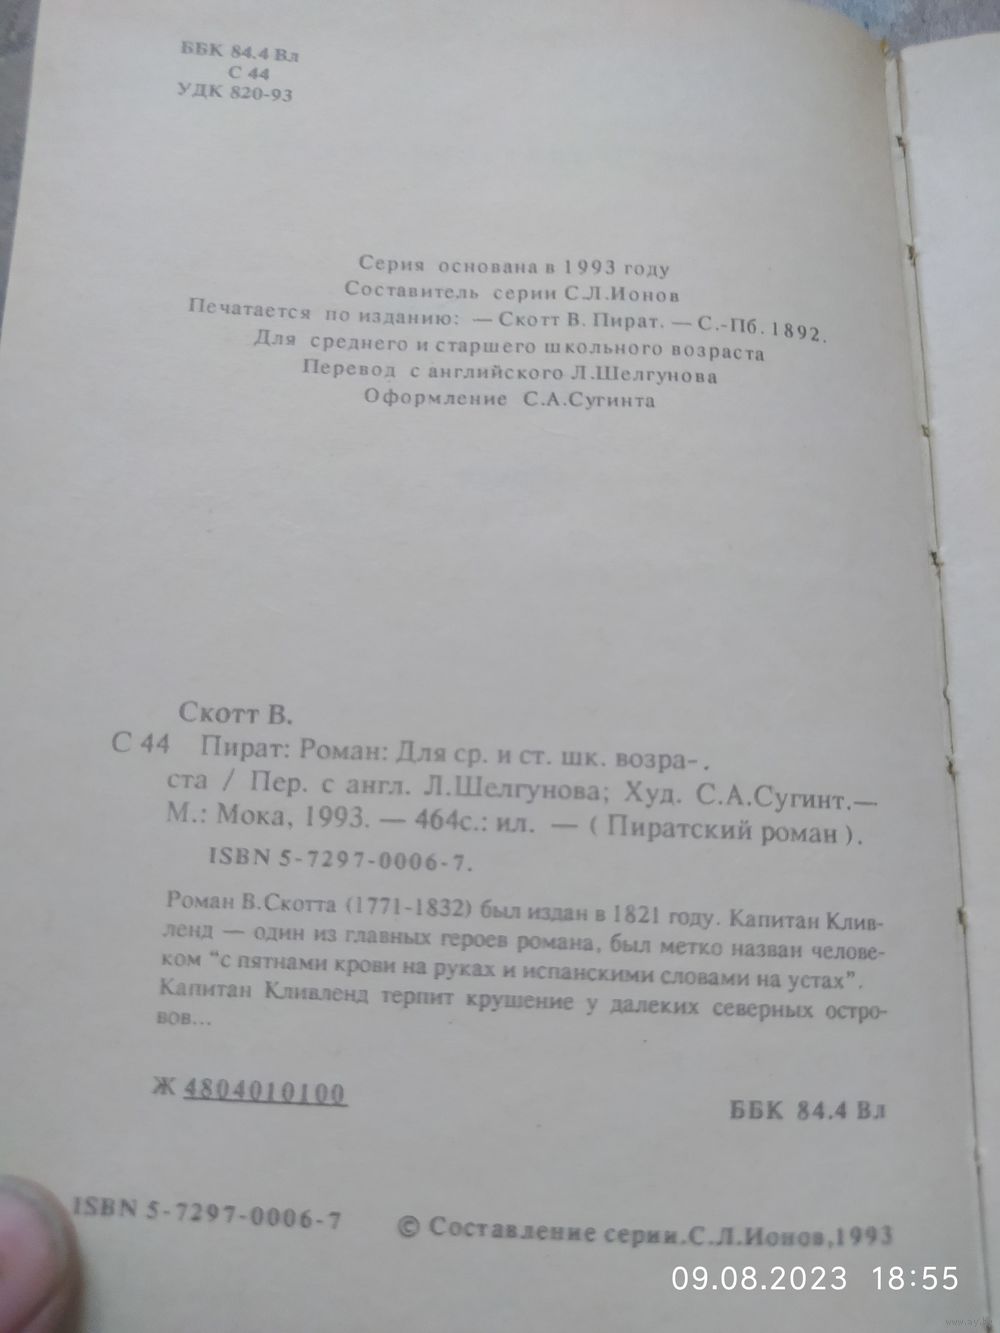 ББК 84.4 Вл
С 44
УДК 820-93
Серия основана в 1993 году
Составитель серии С.Л.Ионов
Печатается по изданию: — Скотт В. Пират. — С.-Пб. 1892.
Для среднего и старшего школьного возраста
Перевод с английского Л.Шелгунова
Оформление С.А.Сугинта
Скотт В.
С 44 Пират: Роман: Для ср. и ст. шк. возра-.
ста / Пер. с англ. Л.Шелгунова; Худ. С.А.Сугинт.—
М.: Мока, 1993. — 464с.: ил. — ( Пиратский роман ).
ISBN 5-7297-0006-7.
Роман В.Скотта (1771-1832) был издан в 1821 году. Капитан Клив-
ленд — один из главных героев романа, был метко назван челове-
ком “с пятнами крови на руках и испанскими словами на устах”.
Капитан Кливленд терпит крушение у далеких северных остро-
вов...
Ж 4804010100
ББК 84.4 Вл
ISBN 5-7297-0006-7
© Составление серии.С.Л.Ионов,1993
09.08.2023 18:55